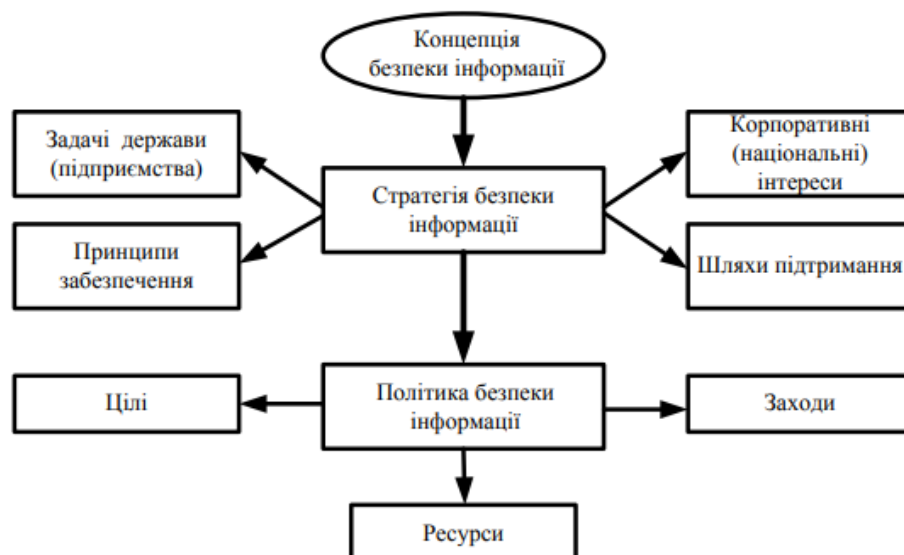 Концепція
безпеки інформації
Задачі держави
(підприємства)
Корпоративні
(національні)
інтереси
Стратегія безпеки
інформації
Принципи
забезпечення
Шляхи підтримання
Цілі
Політика безпеки
інформації
Заходи
Ресурси